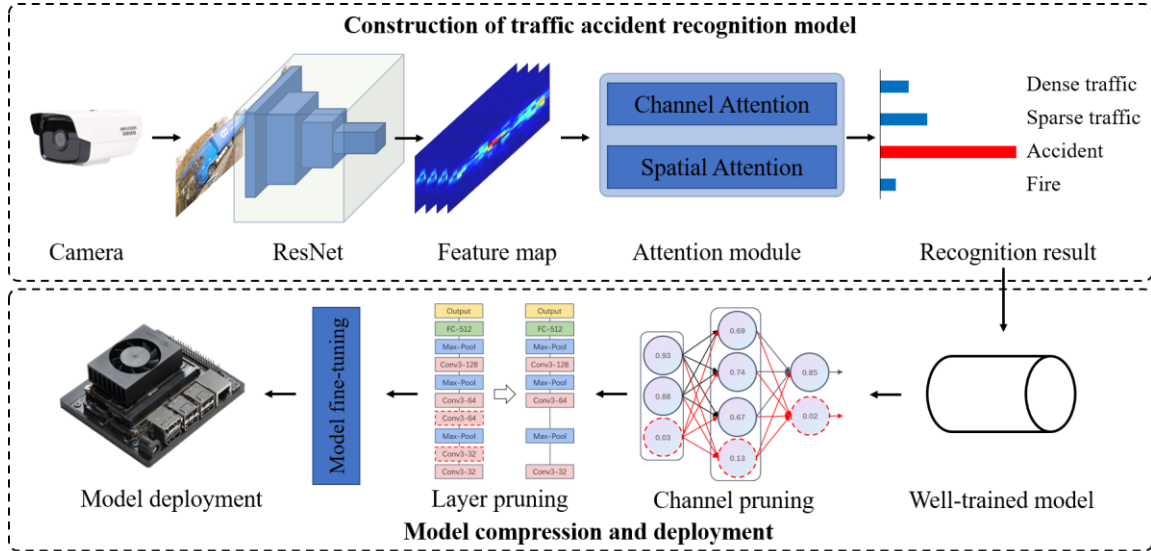 Construction of traffic accident recognition model
HIKVISION
Channel Attention
Spatial Attention
Dense traffic
Sparse traffic
Accident
Fire
Camera
ResNet
Feature map
Attention module
Recognition result
Output
FC-512
Max-Pool
Conv3-128
Max-Pool
Conv3-64
Conv3-64
Max-Pool
Conv3-32
Conv3-32
Output
FC-512
Max-Pool
Conv3-128
Max-Pool
Conv3-64
Max-Pool
Conv3-32
0.93
0.88
0.03
0.69
0.74
0.67
0.13
0.85
0.02
Model fine-tuning
Model deployment
Layer pruning
Channel pruning
Well-trained model
Model compression and deployment